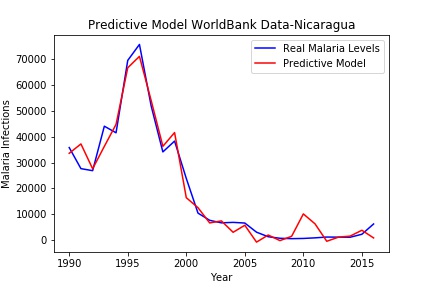 Predictive Model WorldBank Data-Nicaragua
Real Malaria Levels
Predictive Model
Malaria Infections
70000
60000
50000
40000
30000
20000
10000
0
1990
1995
2000
2005
2010
2015
Year